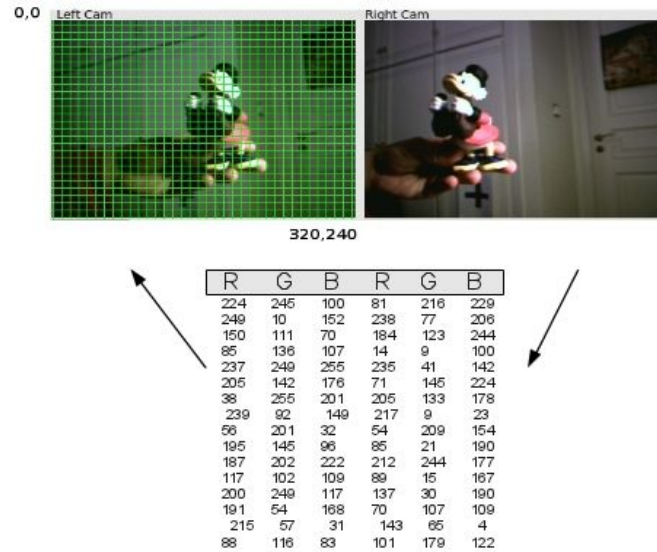 0,0
Left Cam
Right Cam
320,240
R G B R G B
224 245 100 81 216 229
249 10 152 238 77 206
150 111 70 184 123 244
85 136 107 14 9 100
237 249 255 235 41 142
205 142 176 71 145 224
38 255 201 205 133 178
239 92 149 217 9 23
56 201 32 54 209 154
195 145 96 85 21 190
187 202 222 212 244 177
117 102 109 89 15 167
200 249 117 137 30 190
191 54 168 70 107 109
215 57 31 143 65 4
88 116 83 101 179 122